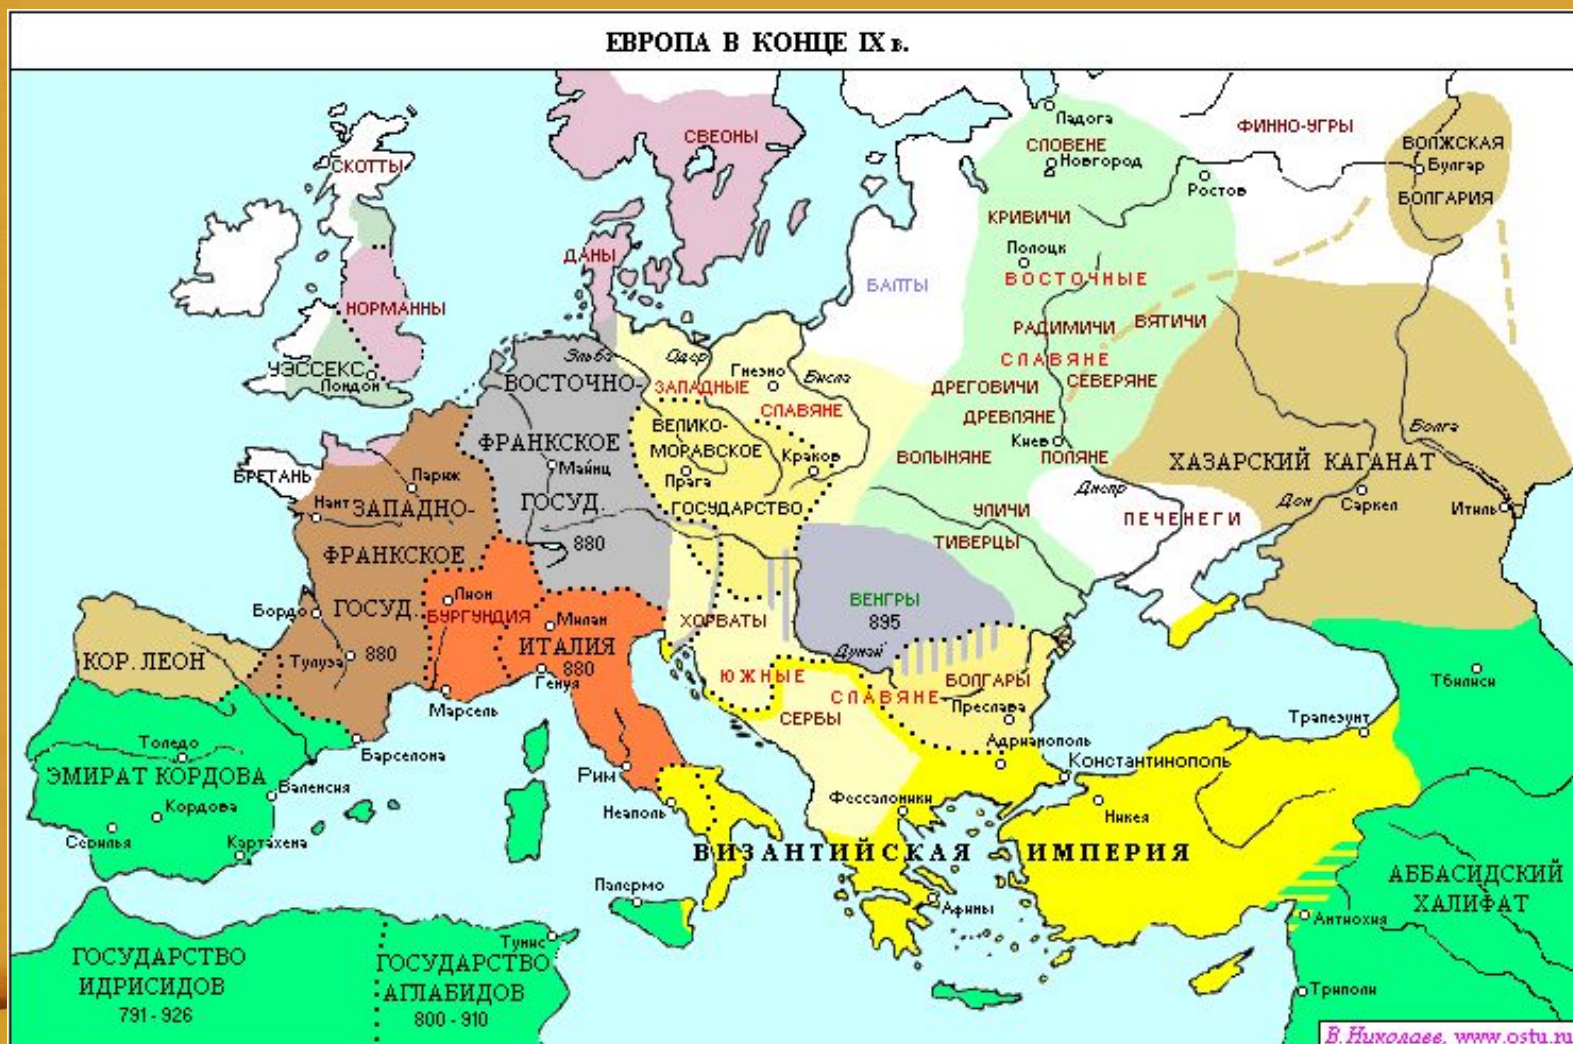 ЕВРОПА В КОНЦЕ IX в.
Ладога
СЛОВЕНЕ
Новгород
ФИННО-УГРЫ
ВОЛЖСКАЯ
Булгар
БОЛГАРИЯ
Ростов
СВЕОНЫ
СКОТТЫ
КРИВИЧИ
Полоцк
ВОСТОЧНЫЕ
ДАНЫ
БАЛТЫ
НОРМАННЫ
РАДИМИЧИ
ВЯТИЧИ
СЛАВЯНЕ
СЕВЕРЯНЕ
УЭССЕКС
Лондон
Эльба
Одер
Гнезно
Висла
ВОСТОЧНО-
ЗАПАДНЫЕ
СЛАВЯНЕ
ДРЕГОВИЧИ
ДРЕВЛЯНЕ
Киев
ПОЛЯНЕ
ВОЛЫНЯНЕ
ВЕЛИКО-
МОРАВСКОЕ
Прага
Краков
ГОСУДАРСТВО
ФРАНКСКОЕ
Майнц
ГОСУД.
880
БРЕТАНЬ
Париж
Нант
ЗАПАДНО-
ФРАНКСКОЕ
ГОСУД.
880
Волга
ХАЗАРСКИЙ КАГАНАТ
Днепр
Дон
Саркел
Итиль
ПЕЧЕНЕГИ
УЛИЧИ
ТИВЕРЦЫ
ВЕНГРЫ
895
Дунай
Бордо
Лион
БУРГУНДИЯ
Милан
ИТАЛИЯ
880
Генуя
ХОРВАТЫ
КОР. ЛЕОН
Тулуза
Марсель
Барселона
ЮЖНЫЕ
СЛАВЯНЕ
СЕРБЫ
БОЛГАРЫ
Преслава
Адрианополь
Константинополь
Трапезунт
Тбилиси
Толедо
ЭМИРАТ КОРДОВА
Валенсия
Кордова
Севилья
Картахена
Рим
Неаполь
Фессалоники
Никея
ВИЗАНТИЙСКАЯ ИМПЕРИЯ
Палермо
Афины
АББАСИДСКИЙ
ХАЛИФАТ
Антиохия
Триполи
ГОСУДАРСТВО
ИДРИСИДОВ
791 - 926
Тунис
ГОСУДАРСТВО
АГЛАБИДОВ
800 - 910
В.Николаев, www.ostu.ru